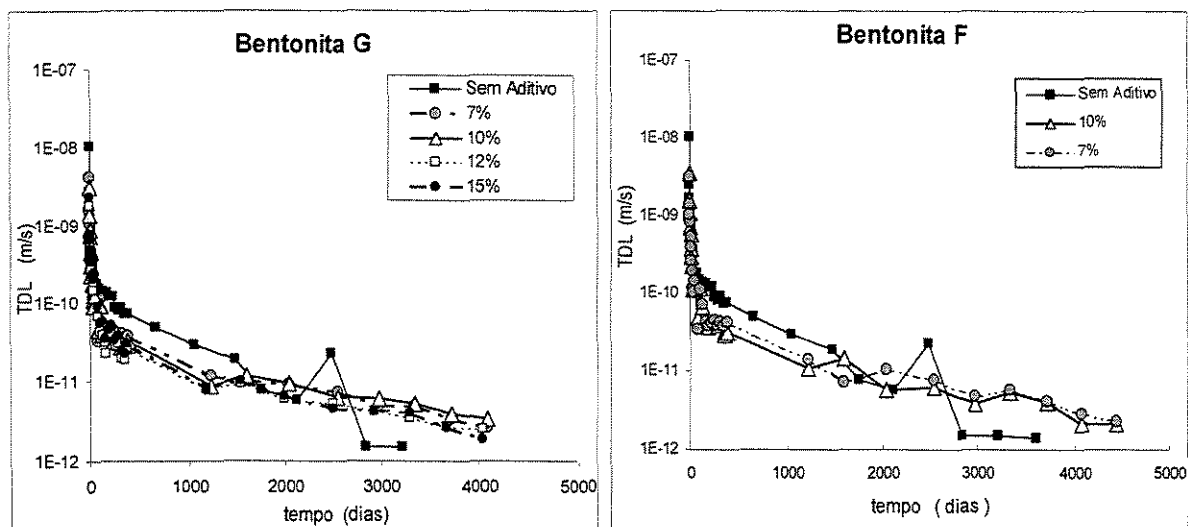 Bentonita G
1E-07
1E-08
1E-09
1E-10
1E-11
1E-12
TDL (m/s)
Sem Aditivo
7%
10%
12%
15%
0
1000
2000
3000
4000
5000
tempo (dias)
Bentonita F
1E-07
1E-08
1E-09
1E-10
1E-11
1E-12
TDL (m/s)
Sem Aditivo
10%
7%
0
1000
2000
3000
4000
5000
tempo ( dias )